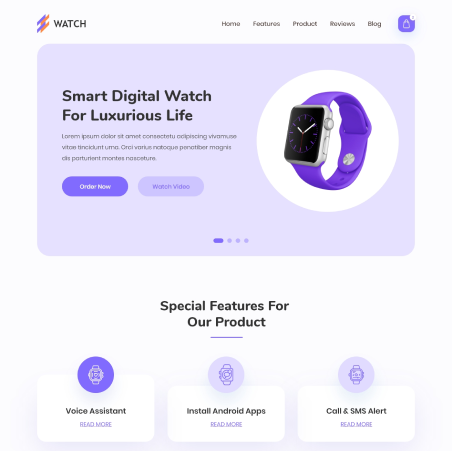 WATCH
Home Features Product Reviews Blog
Smart Digital Watch
For Luxurious Life
Lorem ipsum dolor sit amet consectetu adipiscing vivamuse
vitae tincidunt urna. Orci varius natoque penatiber magnis
dis parturient montes nasceture.
Order Now Watch Video
Special Features For
Our Product
Voice Assistant Install Android Apps Call & SMS Alert
READ MORE READ MORE READ MORE